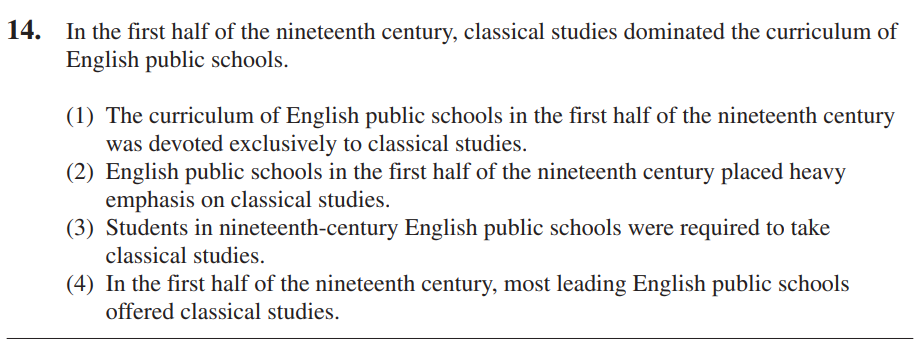 14. In the first half of the nineteenth century, classical studies dominated the curriculum of
English public schools.
(1) The curriculum of English public schools in the first half of the nineteenth century
was devoted exclusively to classical studies.
(2) English public schools in the first half of the nineteenth century placed heavy
emphasis on classical studies.
(3) Students in nineteenth-century English public schools were required to take
classical studies.
(4) In the first half of the nineteenth century, most leading English public schools
offered classical studies.